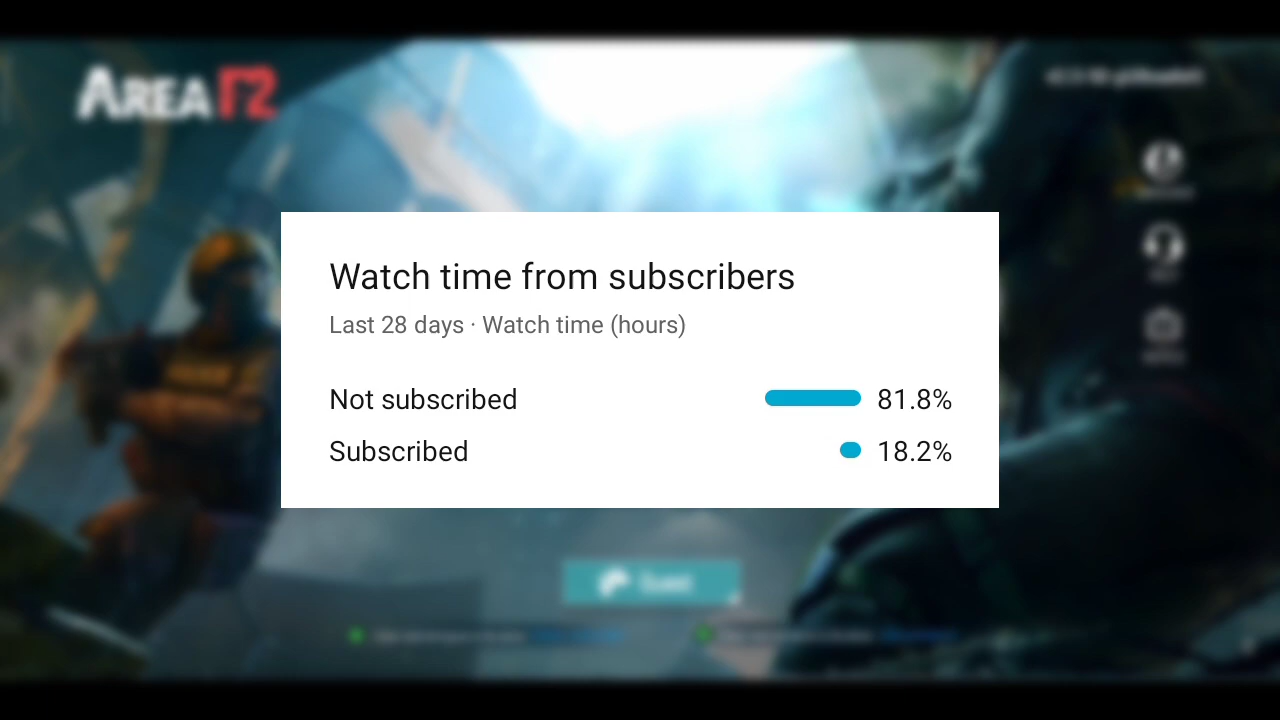 AREA F2
Watch time from subscribers
Last 28 days · Watch time (hours)
Not subscribed 81.8%
Subscribed 18.2%
Guest